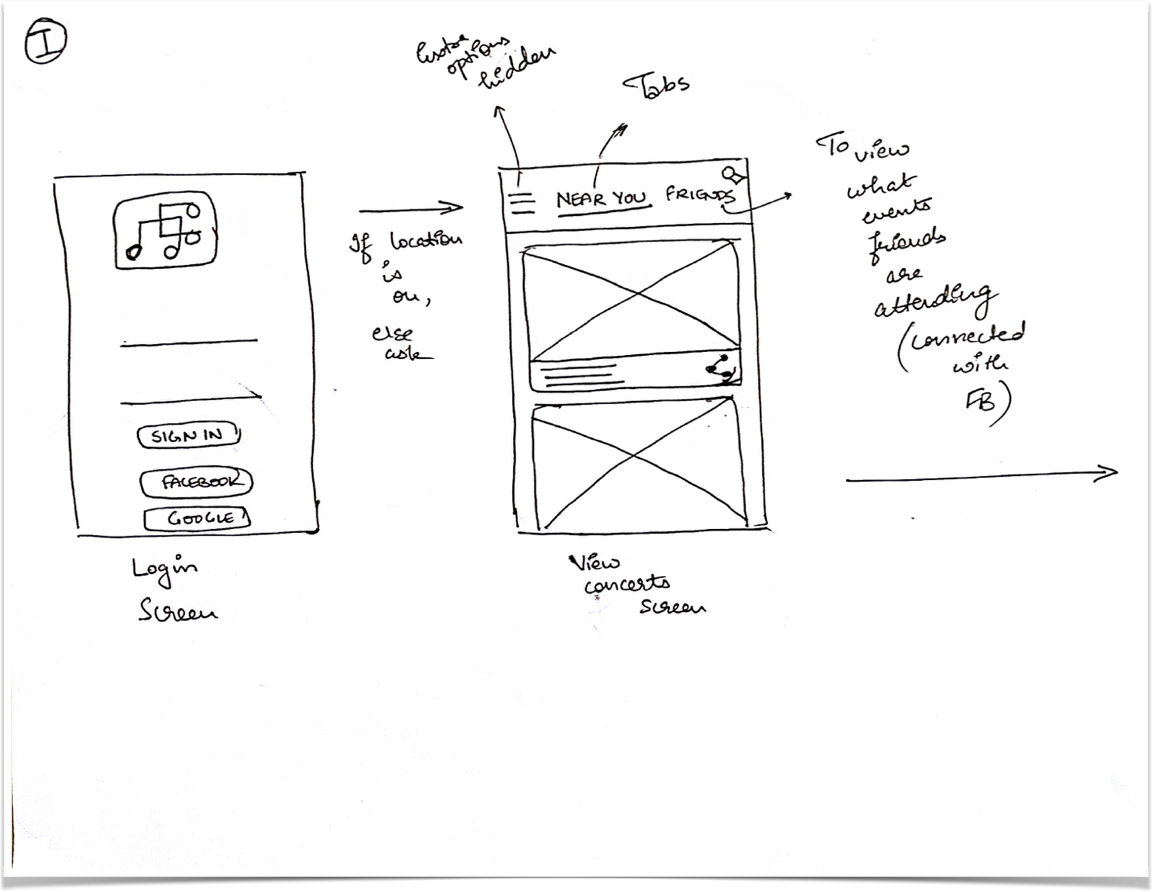 I
Extra
options
hidden
Tabs
To view
what
events
friends
are
attending
(connected
with
FB)
NEAR YOU FRIENDS
If location
is
on,
else
ask
SIGN IN
FACEBOOK
GOOGLE
Login
Screen
View
concerts
screen